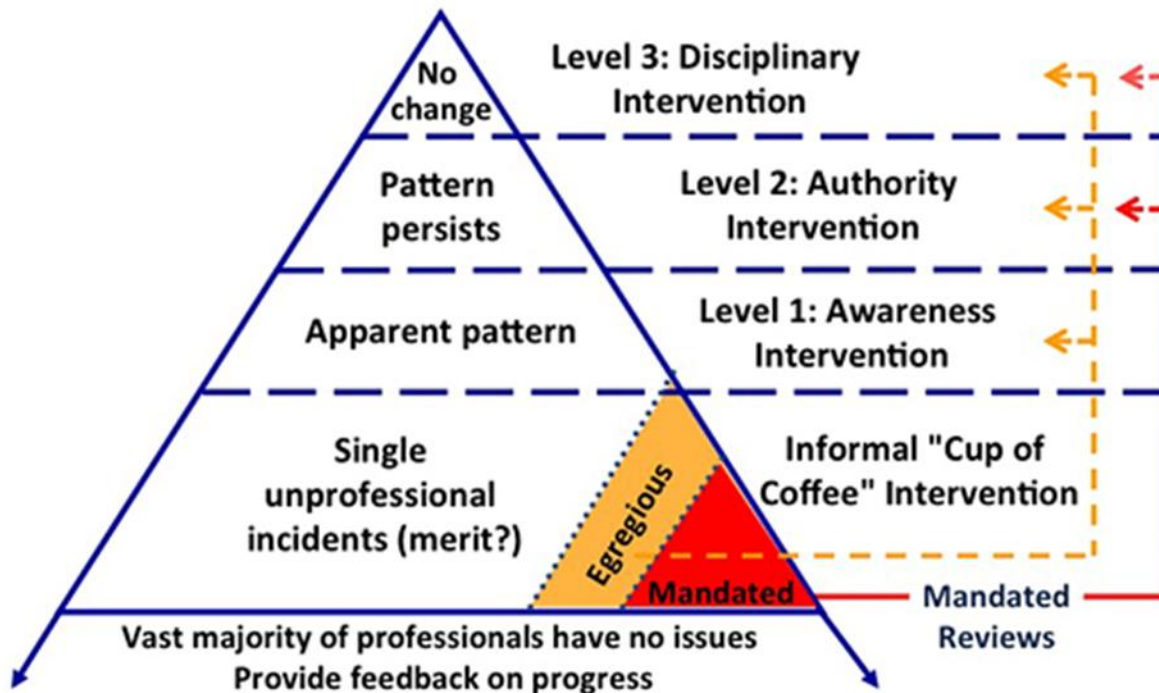 No
change
Level 3: Disciplinary
Intervention
Pattern
persists
Level 2: Authority
Intervention
Apparent pattern
Level 1: Awareness
Intervention
Single
unprofessional
incidents (merit?)
Egregious
Mandated
Informal "Cup of
Coffee" Intervention
Mandated
Reviews
Vast majority of professionals have no issues
Provide feedback on progress